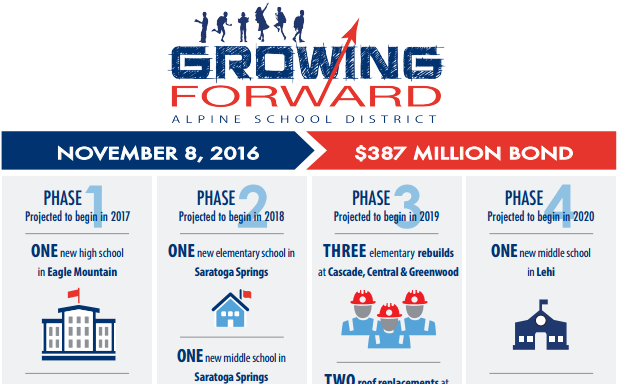 GROWING
FORWARD
ALPINE SCHOOL DISTRICT
NOVEMBER 8, 2016
$387 MILLION BOND
PHASE 1
Projected to begin in 2017
ONE new high school
in Eagle Mountain
PHASE 2
Projected to begin in 2018
ONE new elementary school in
Saratoga Springs
ONE new middle school in
Saratoga Springs
PHASE 3
Projected to begin in 2019
THREE elementary rebuilds
at Cascade, Central & Greenwood
TWO roof replacements at
PHASE 4
Projected to begin in 2020
ONE new middle school
in Lehi